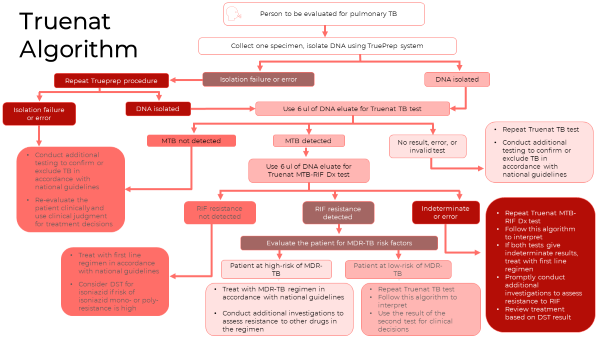 Truenat
Algorithm
Person to be evaluated for pulmonary TB
Collect one specimen, isolate DNA using TruePrep system
Repeat Trueprep procedure
Isolation failure or error
DNA isolated
Isolation failure
or error
DNA isolated
Use 6 ul of DNA eluate for Truenat TB test
MTB not detected
MTB detected
No result, error, or
invalid test
• Repeat Truenat TB test
• Conduct additional
testing to confirm or
exclude TB in
accordance with
national guidelines
• Conduct additional
testing to confirm or
exclude TB in
accordance with
national guidelines
• Re-evaluate the
patient clinically and
use clinical judgment
for treatment decisions
Use 6 ul of DNA eluate for
Truenat MTB-RIF Dx test
RIF resistance
not detected
RIF resistance
detected
Indeterminate
or error
Evaluate the patient for MDR-TB risk factors
• Treat with first line
regimen in accordance
with national guidelines
• Consider DST for
isoniazid if risk of
isoniazid mono- or poly-
resistance is high
Patient at high-risk of MDR-
TB
Patient at low-risk of MDR-
TB
• Treat with MDR-TB regimen in
accordance with national guidelines
• Conduct additional investigations to
assess resistance to other drugs in
the regimen
• Repeat Truenat TB test
• Follow this algorithm to
interpret
• Use the result of the
second test for clinical
decisions
• Repeat Truenat MTB-
RIF Dx test
• Follow this algorithm
to interpret
• If both tests give
indeterminate results,
treat with first line
regimen
• Promptly conduct
additional
investigations to assess
resistance to RIF
• Review treatment
based on DST result